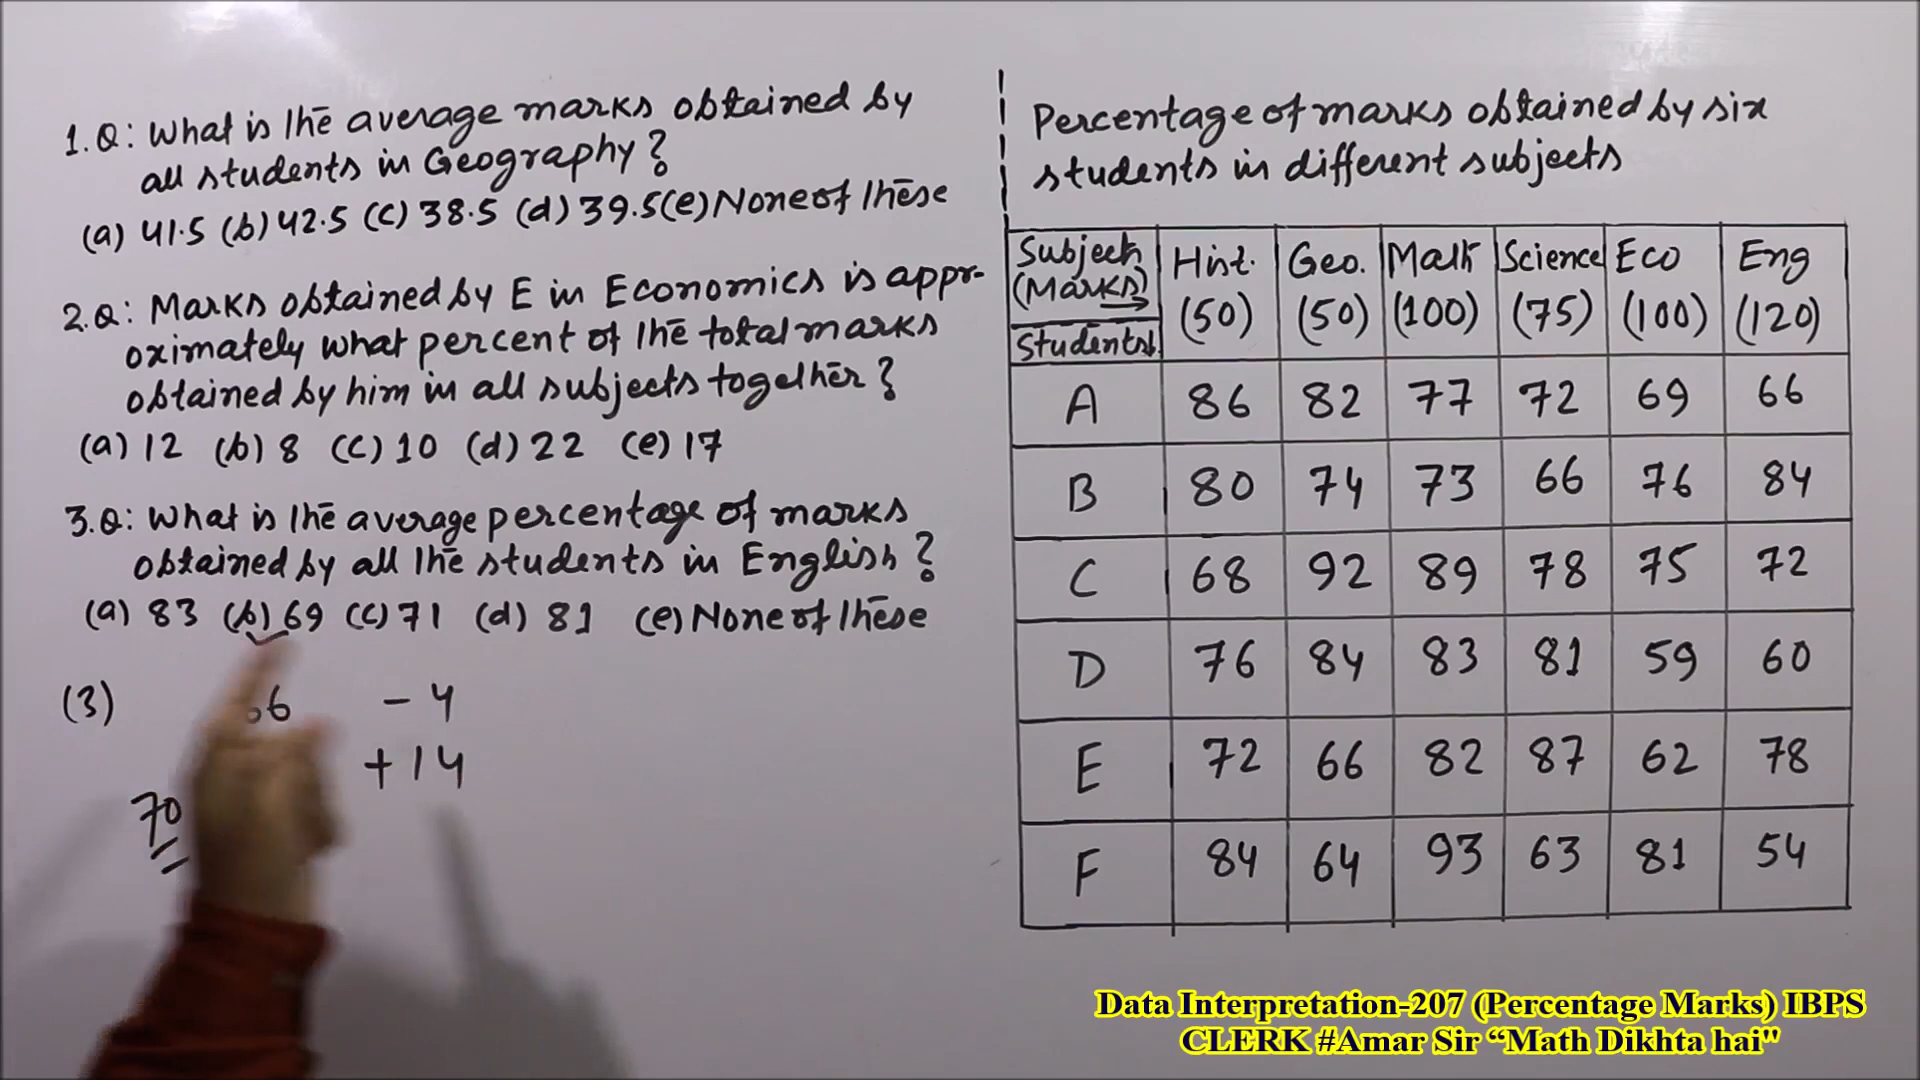 1.Q: What is the average marks obtained by
all students in Geography?
(a) 41.5 (b) 42.5 (c) 38.5 (d) 39.5 (e) None of these
2.Q: Marks obtained by E in Economics is appr-
oximately what percent of the total marks
obtained by him in all subjects together?
(a) 12 (b) 8 (c) 10 (d) 22 (e) 17
3.Q: What is the average percentage of marks
obtained by all the students in English?
(a) 83 (b) 69 (c) 71 (d) 81 (e) None of these
(3) - 4
+ 14
70
Percentage of marks obtained by six
students in different subjects
Subject Hist. Geo. Math Science Eco Eng
(Marks) (50) (50) (100) (75) (100) (120)
Students
A 86 82 77 72 69 66
B 80 74 73 66 76 84
C 68 92 89 78 75 72
D 76 84 83 81 59 60
E 72 66 82 87 62 78
F 84 64 93 63 81 54
Data Interpretation-207 (Percentage Marks) IBPS
CLERK #Amar Sir “Math Dikhta hai"